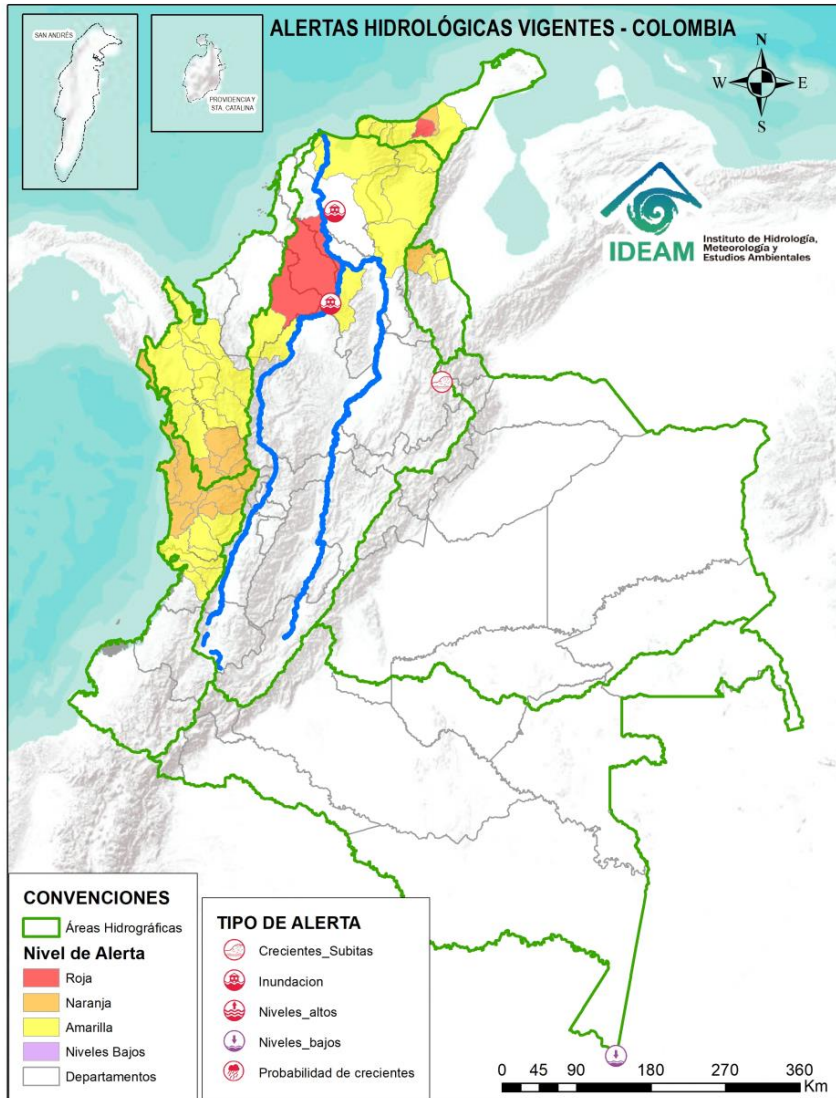 ALERTAS HIDROLÓGICAS VIGENTES - COLOMBIA
SAN ANDRÉS
PROVIDENCIA Y
STA. CATALINA
N
W
E
S
IDEAM
Instituto de Hidrología,
Meteorología y
Estudios Ambientales
CONVENCIONES
Áreas Hidrográficas
Nivel de Alerta
Roja
Naranja
Amarilla
Niveles Bajos
Departamentos
TIPO DE ALERTA
Crecientes_Subitas
Inundacion
Niveles_altos
Niveles_bajos
Probabilidad de crecientes
0 45 90 180 270 360
Km